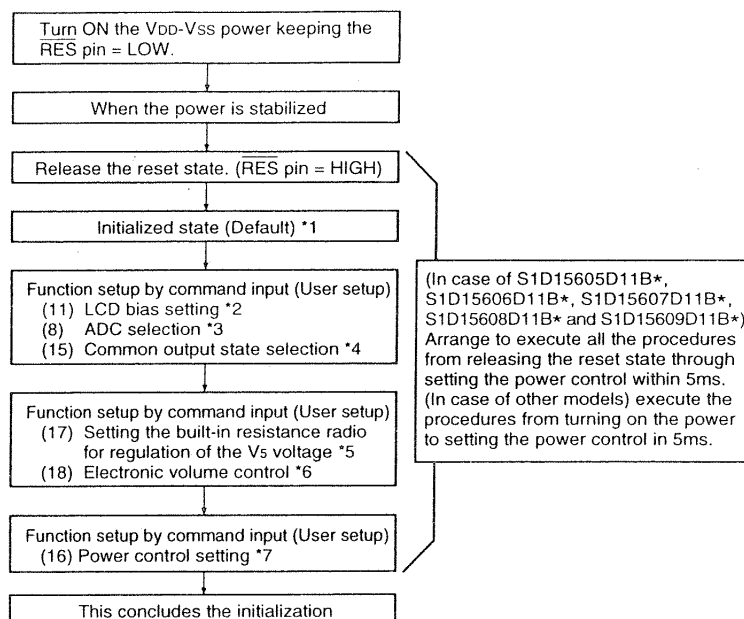 Turn ON the VDD-VSS power keeping the
RES pin = LOW.
When the power is stabilized
Release the reset state. (RES pin = HIGH)
Initialized state (Default) *1
Function setup by command input (User setup)
(11) LCD bias setting *2
(8) ADC selection *3
(15) Common output state selection *4
Function setup by command input (User setup)
(17) Setting the built-in resistance radio
for regulation of the V5 voltage *5
(18) Electronic volume control *6
Function setup by command input (User setup)
(16) Power control setting *7
This concludes the initialization
(In case of S1D15605D11B*,
S1D15606D11B*, S1D15607D11B*,
S1D15608D11B* and S1D15609D11B*)
Arrange to execute all the procedures
from releasing the reset state through
setting the power control within 5ms.
(In case of other models) execute the
procedures from turning on the power
to setting the power control in 5ms.